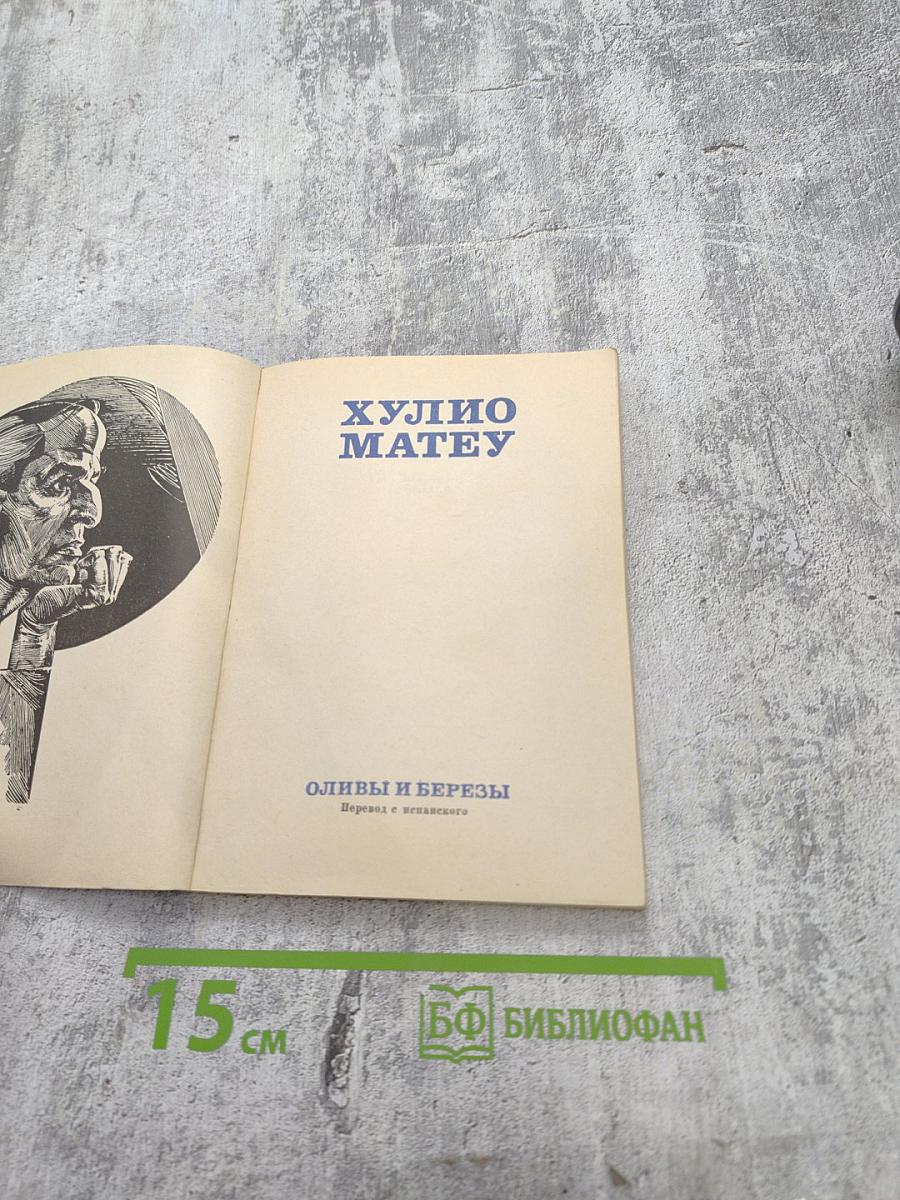 ХУЛИО
МАТЕУ
ОЛИВЫ И БЕРЕЗЫ
Перевод с испанского
15 см
БФ БИБЛИОФАН